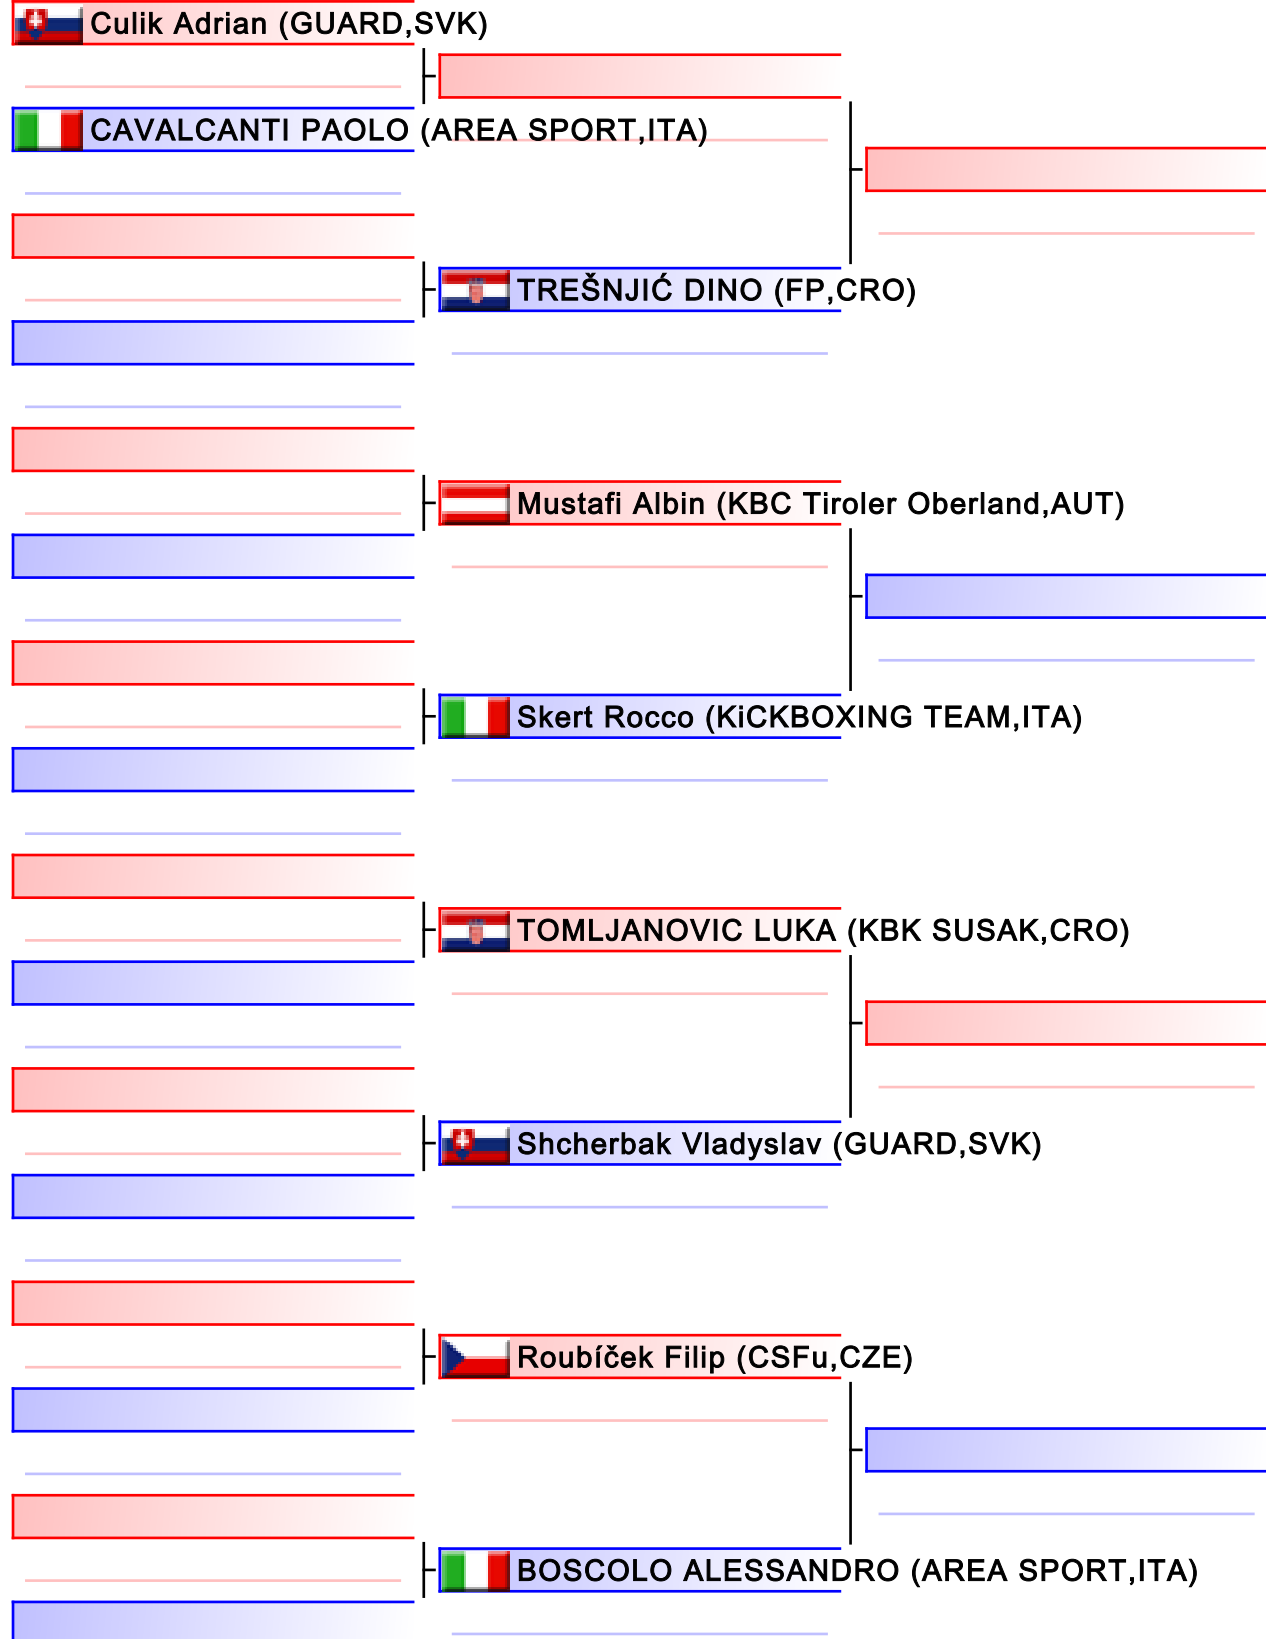 Culik Adrian (GUARD,SVK)
CAVALCANTI PAOLO (AREA SPORT,ITA)
TREŠNJIĆ DINO (FP,CRO)
Mustafi Albin (KBC Tiroler Oberland,AUT)
Skert Rocco (KiCKBOXING TEAM,ITA)
TOMLJANOVIC LUKA (KBK SUSAK,CRO)
Shcherbak Vladyslav (GUARD,SVK)
Roubíček Filip (CSFu,CZE)
BOSCOLO ALESSANDRO (AREA SPORT,ITA)